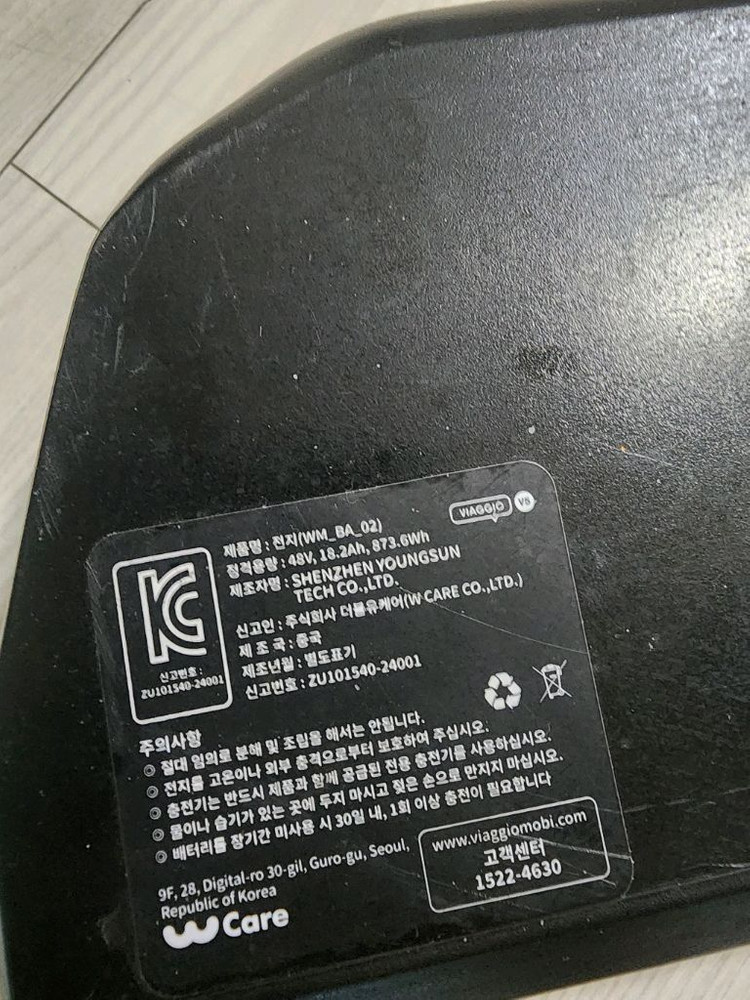 VIAGGIO V8
제품명 : 전지(WM_BA_02)
정격용량 : 48V, 18.2Ah, 873.6Wh
제조자명 : SHENZHEN YOUNGSUN
TECH CO.,LTD.
신고인 : 주식회사 더블유케어(W CARE CO.,LTD.)
제 조 국 : 중국
제조년월 : 별도표기
신고번호 : ZU101540-24001
신고번호 :
ZU101540-24001
주의사항
◎ 절대 임의로 분해 및 조립을 해서는 안됩니다.
◎ 전지를 고온이나 외부 충격으로부터 보호하여 주십시오.
◎ 충전기는 반드시 제품과 함께 공급된 전용 충전기를 사용하십시오.
◎ 물이나 습기가 있는 곳에 두지 마시고 젖은 손으로 만지지 마십시오.
◎ 배터리를 장기간 미사용 시 30일 내, 1회 이상 충전이 필요합니다
9F, 28, Digital-ro 30-gil, Guro-gu, Seoul,
Republic of Korea
W Care
www.viaggiomobi.com
고객센터
1522-4630